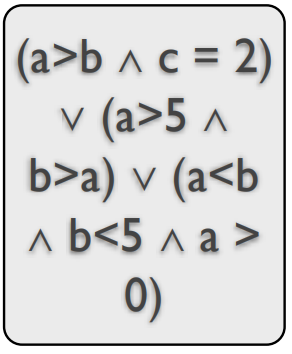 (a>b ∧ c = 2)
∨ (a>5 ∧
b>a) ∨ (a<b
∧ b<5 ∧ a >
0)